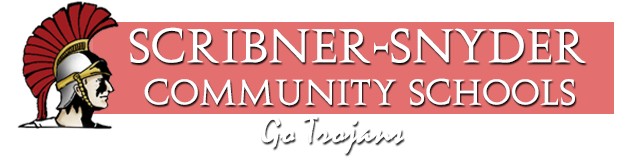 SCRIBNER-SNYDER
COMMUNITY SCHOOLS
Go Trojans